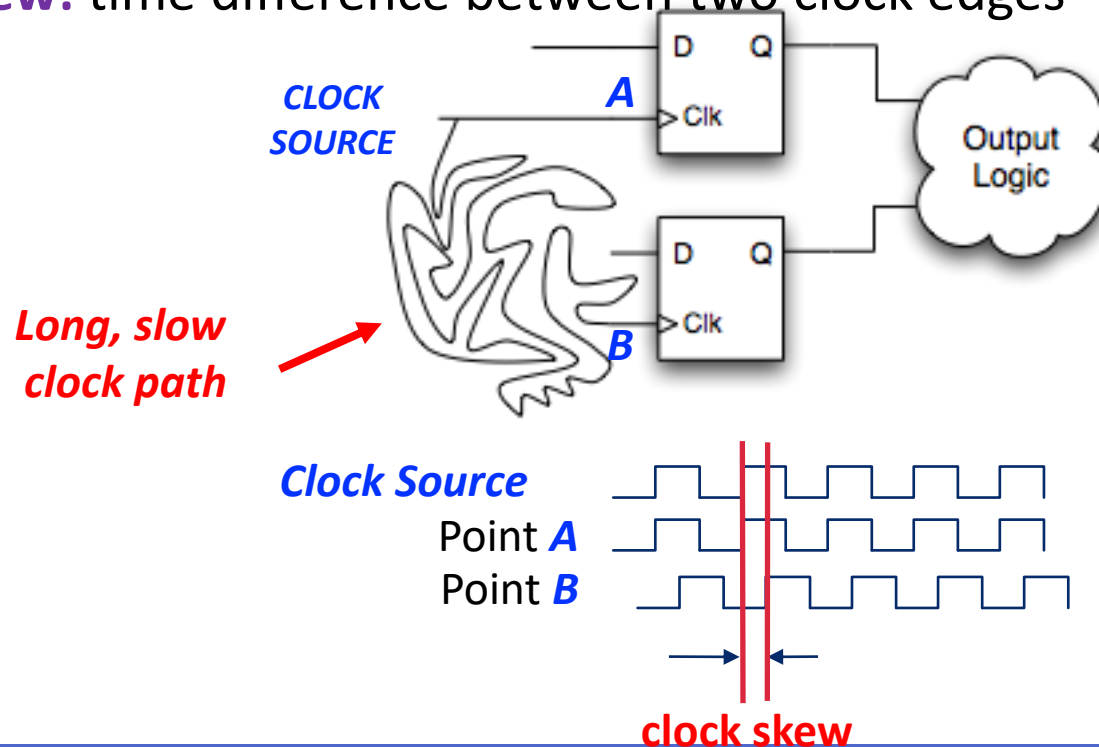 ew: time difference between two clock edges
D Q
CLOCK
SOURCE
A
Clk
Output
Logic
D Q
Long, slow
clock path
Clk
B
Clock Source
Point A
Point B
clock skew